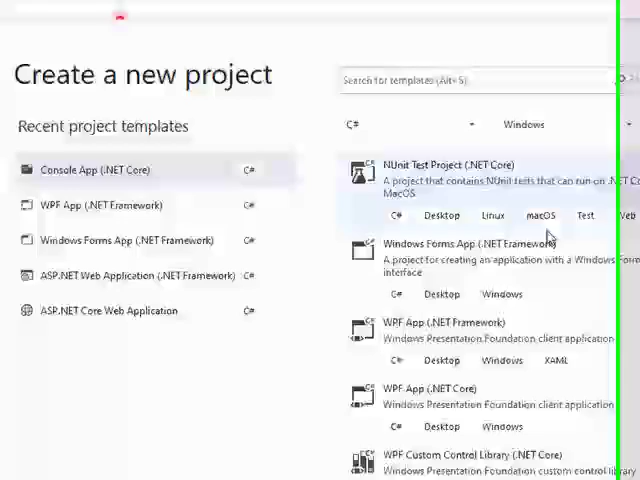 Create a new project
Search for templates (Alt+S)
Recent project templates
C# Windows
Console App (.NET Core) C#
WPF App (.NET Framework) C#
Windows Forms App (.NET Framework) C#
ASP.NET Web Application (.NET Framework) C#
ASP.NET Core Web Application C#
NUnit Test Project (.NET Core)
A project that contains NUnit tests that can run on .NET Co
MacOS
C# Desktop Linux macOS Test Web
Windows Forms App (.NET Framework)
A project for creating an application with a Windows Form
interface
C# Desktop Windows
WPF App (.NET Framework)
Windows Presentation Foundation client application
C# Desktop Windows XAML
WPF App (.NET Core)
Windows Presentation Foundation client application
C# Desktop Windows
WPF Custom Control Library (.NET Core)
Windows Presentation Foundation custom control library